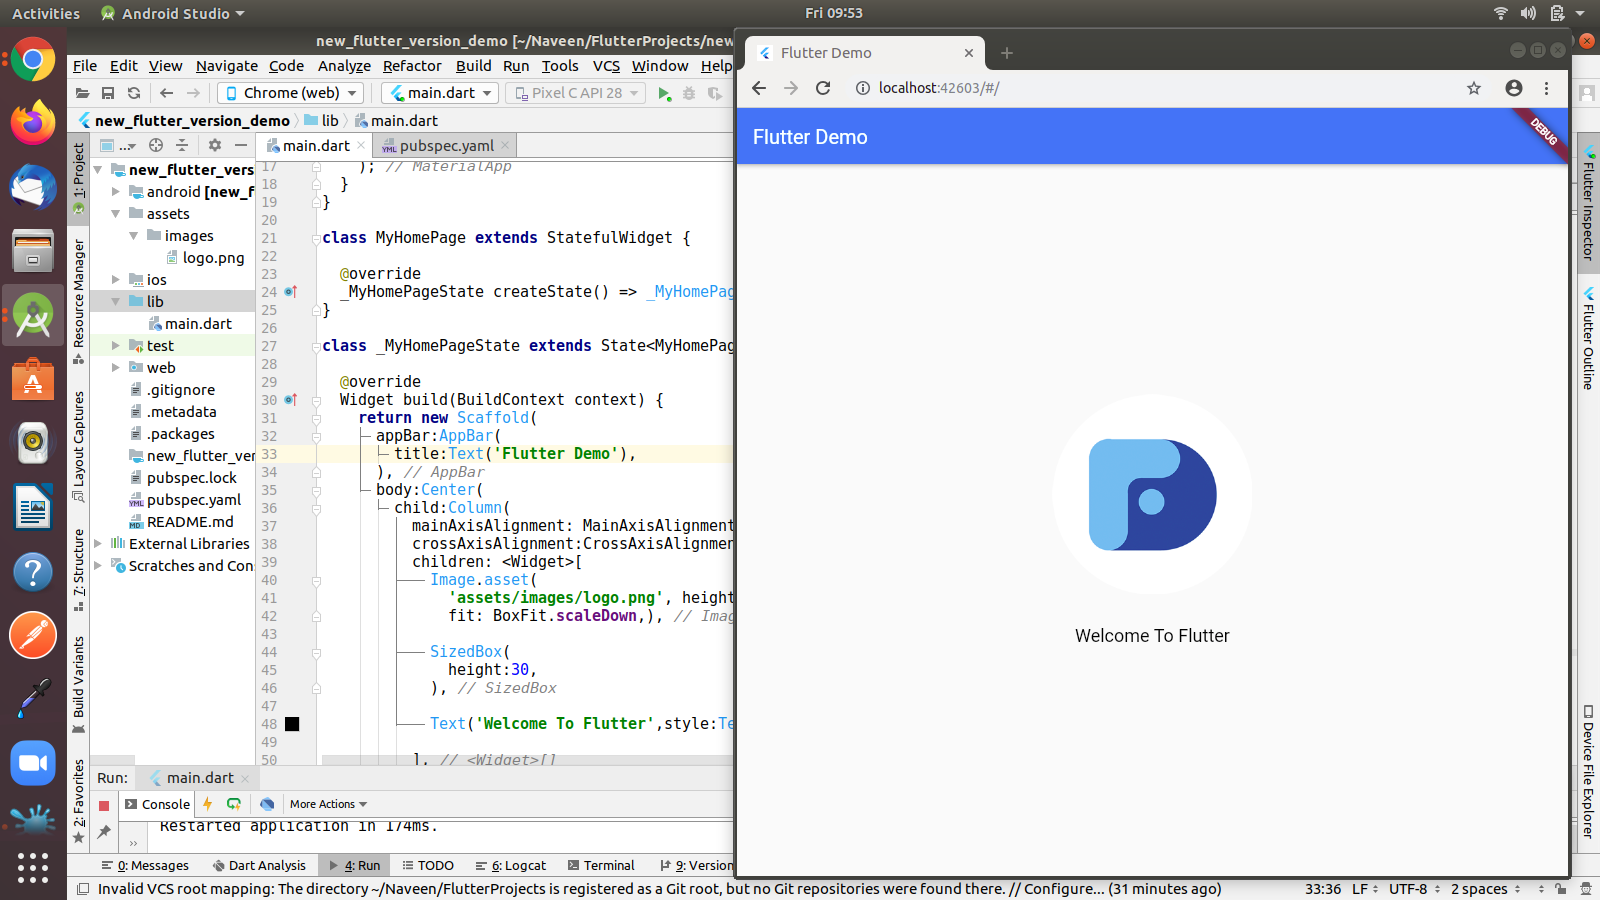 Activities
Android Studio
Fri 09:53
new_flutter_version_demo [~/Naveen/FlutterProjects/new
File Edit View Navigate Code Analyze Refactor Build Run Tools VCS Window Help
Chrome (web)
main.dart
Pixel C API 28
new_flutter_version_demo
lib
main.dart
...
main.dart
pubspec.yaml
1: Project
Resource Manager
Layout Captures
7: Structure
Build Variants
2: Favorites
new_flutter_vers
android [new_f
assets
images
logo.png
ios
lib
main.dart
test
web
.gitignore
.metadata
.packages
new_flutter_ver
pubspec.lock
pubspec.yaml
README.md
External Libraries
Scratches and Con
17 ); // MaterialApp
18 }
19 }
20
21 class MyHomePage extends StatefulWidget {
22
23 @override
24 _MyHomePageState createState() => _MyHomePag
25 }
26
27 class _MyHomePageState extends State<MyHomePag
28
29 @override
30 Widget build(BuildContext context) {
31 return new Scaffold(
32 appBar:AppBar(
33 title:Text('Flutter Demo'),
34 ), // AppBar
35 body:Center(
36 child:Column(
37 mainAxisAlignment: MainAxisAlignment
38 crossAxisAlignment:CrossAxisAlignmen
39 children: <Widget>[
40 Image.asset(
41 'assets/images/logo.png', height
42 fit: BoxFit.scaleDown,), // Imag
43
44 SizedBox(
45 height:30,
46 ), // SizedBox
47
48 Text('Welcome To Flutter',style:Te
49
50 ], // <Widget>[]
Run: main.dart
Console
More Actions
Restarted application in 174ms.
0: Messages
Dart Analysis
4: Run
TODO
6: Logcat
Terminal
9: Version
Invalid VCS root mapping: The directory ~/Naveen/FlutterProjects is registered as a Git root, but no Git repositories were found there. // Configure... (31 minutes ago)
33:36 LF UTF-8 2 spaces
Flutter Demo
localhost:42603/#/
Flutter Demo
DEBUG
Welcome To Flutter
Flutter Inspector
Flutter Outline
Device File Explorer